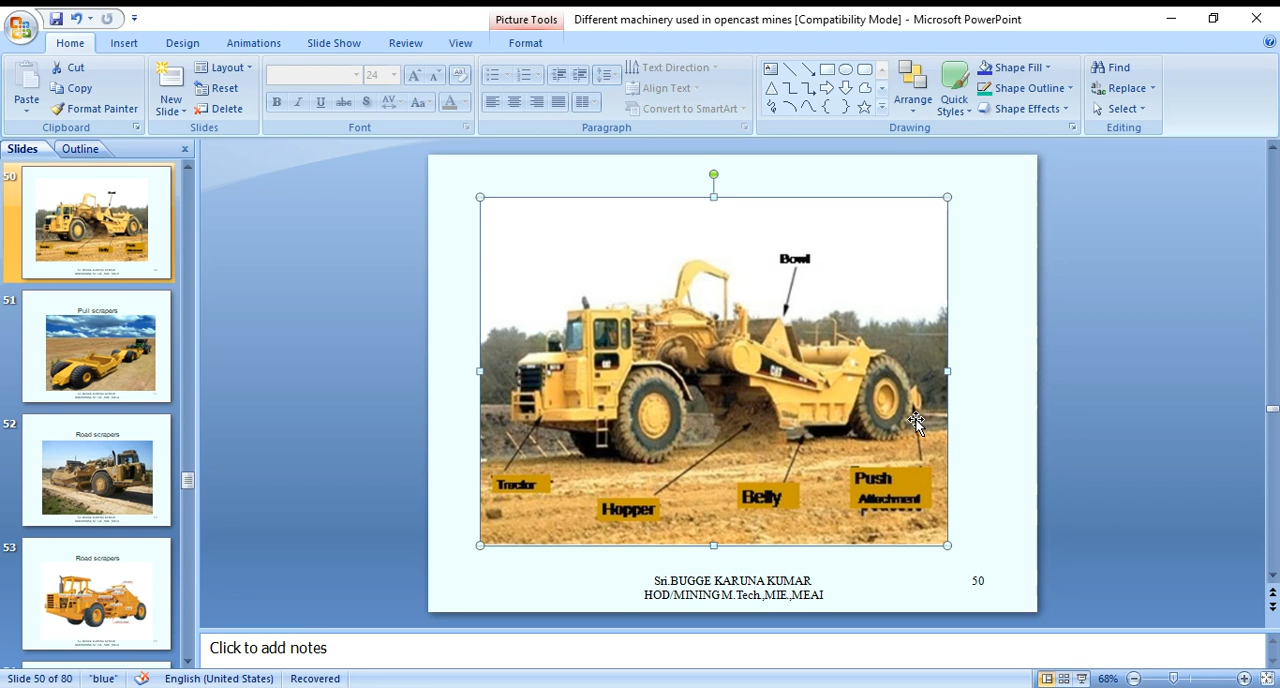 Picture Tools
Different machinery used in opencast mines [Compatibility Mode] - Microsoft PowerPoint
Home Insert Design Animations Slide Show Review View Format
Paste
Cut
Copy
Format Painter
Clipboard
New Slide
Layout
Reset
Delete
Slides
24
B I U abc S AV Aa A
Font
Text Direction
Align Text
Convert to SmartArt
Paragraph
Arrange
Quick Styles
Shape Fill
Shape Outline
Shape Effects
Drawing
Find
Replace
Select
Editing
Slides Outline
50
51
Pull scrapers
52
Road scrapers
53
Road scrapers
Bowl
CAT
Tractor
Hopper
Belly
Push
Attachment
Sri.BUGGE KARUNA KUMAR
HOD/MINING M.Tech.,MIE.,MEAI
50
Click to add notes
Slide 50 of 80 "blue" English (United States) Recovered 68%